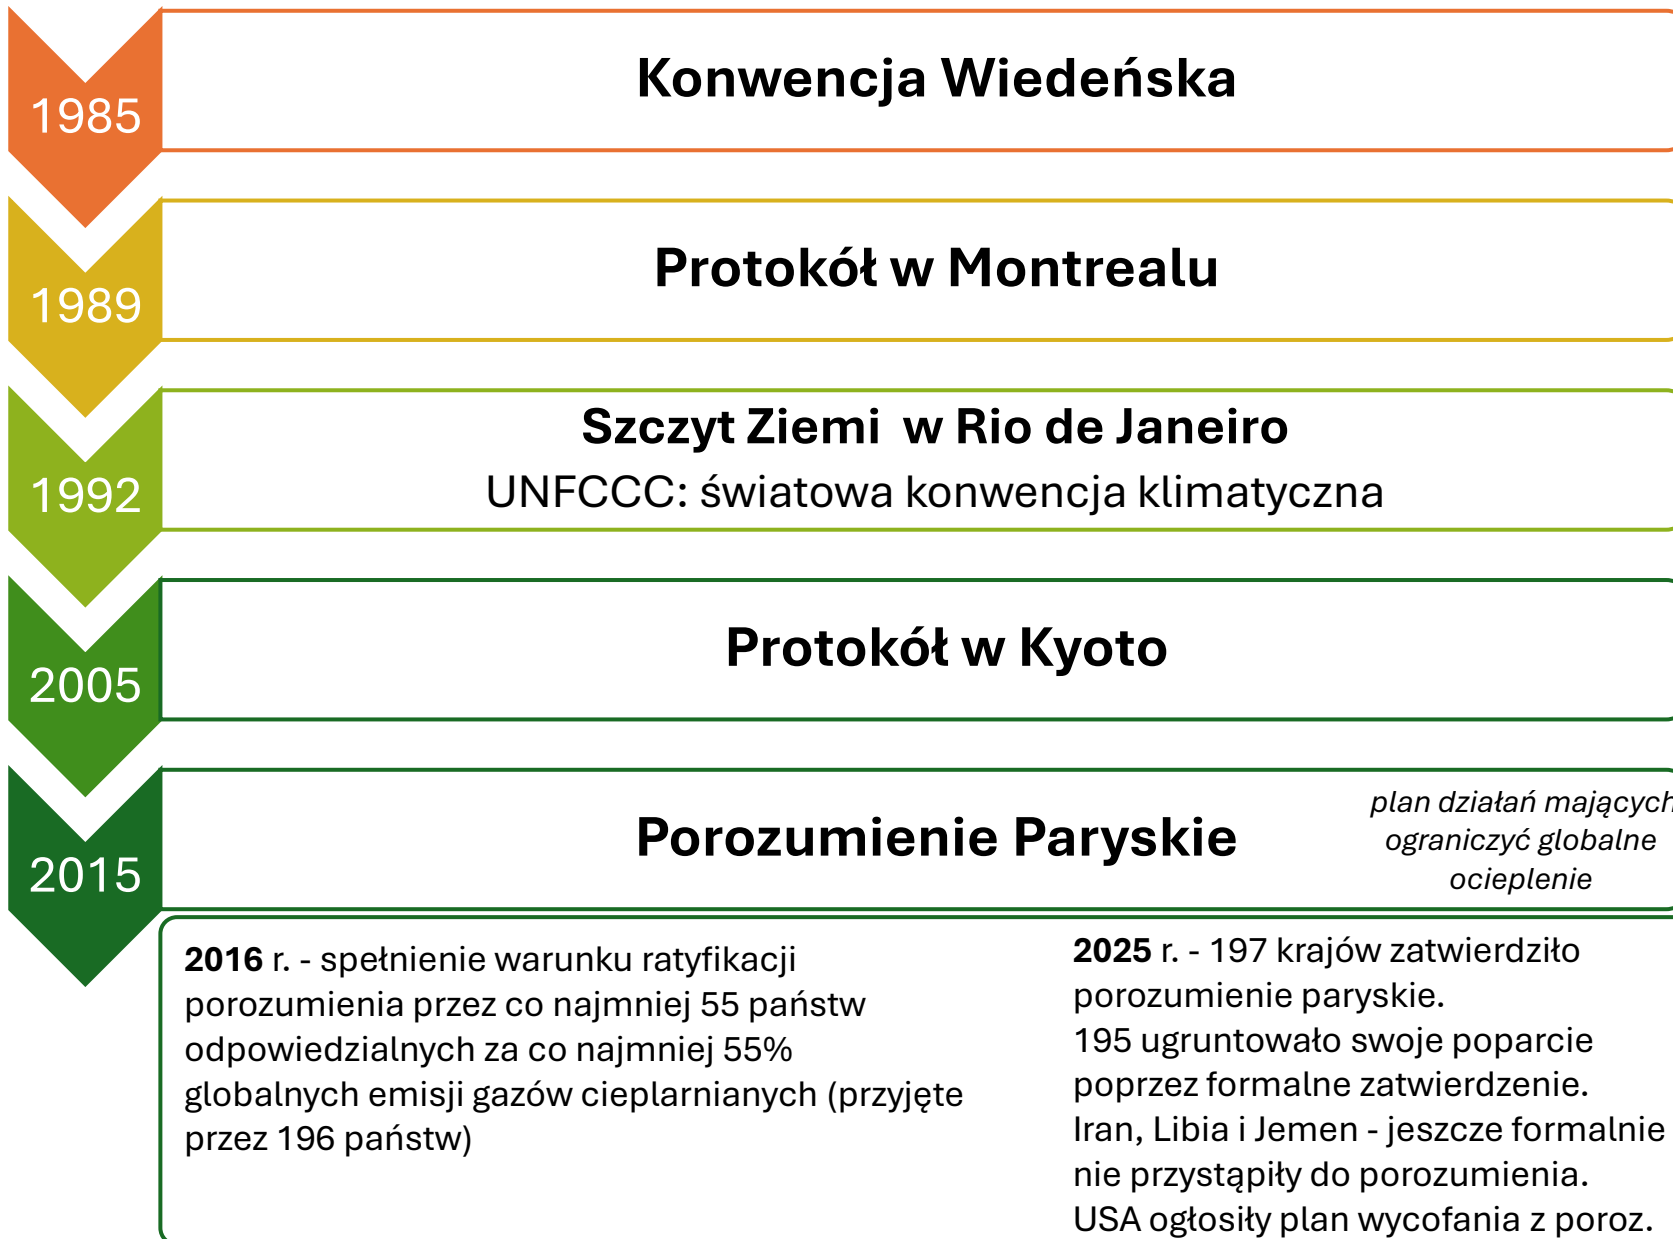 1985
Konwencja Wiedeńska
1989
Protokół w Montrealu
1992
Szczyt Ziemi w Rio de Janeiro
UNFCCC: światowa konwencja klimatyczna
2005
Protokół w Kyoto
2015
Porozumienie Paryskie
plan działań mających
ograniczyć globalne
ocieplenie
2016 r. - spełnienie warunku ratyfikacji
porozumienia przez co najmniej 55 państw
odpowiedzialnych za co najmniej 55%
globalnych emisji gazów cieplarnianych (przyjęte
przez 196 państw)
2025 r. - 197 krajów zatwierdziło
porozumienie paryskie.
195 ugruntowało swoje poparcie
poprzez formalne zatwierdzenie.
Iran, Libia i Jemen - jeszcze formalnie
nie przystąpiły do porozumienia.
USA ogłosiły plan wycofania z poroz.